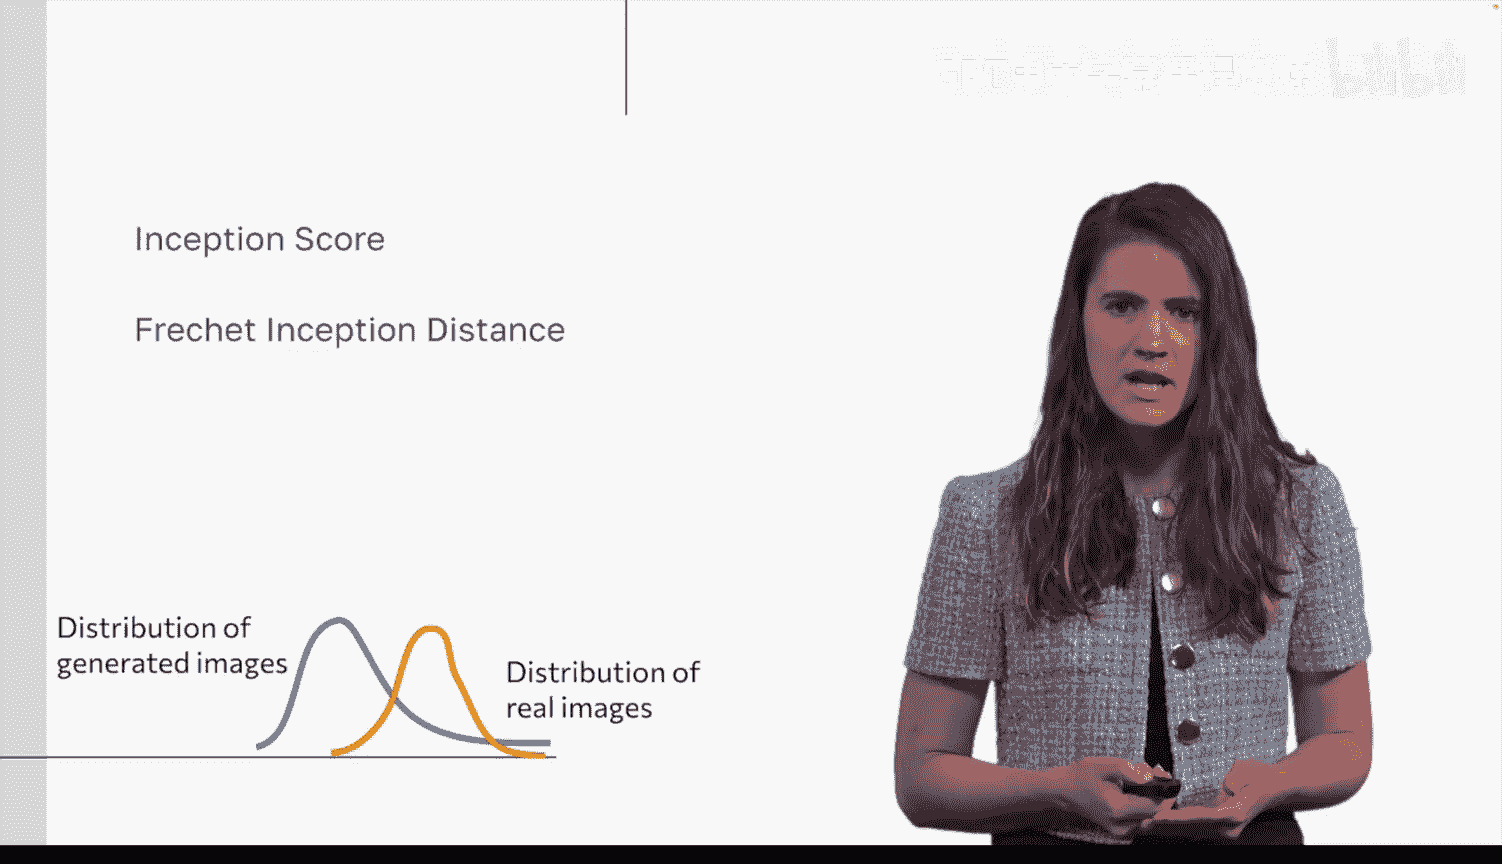 Inception Score
Frechet Inception Distance
Distribution of
generated images
Distribution of
real images